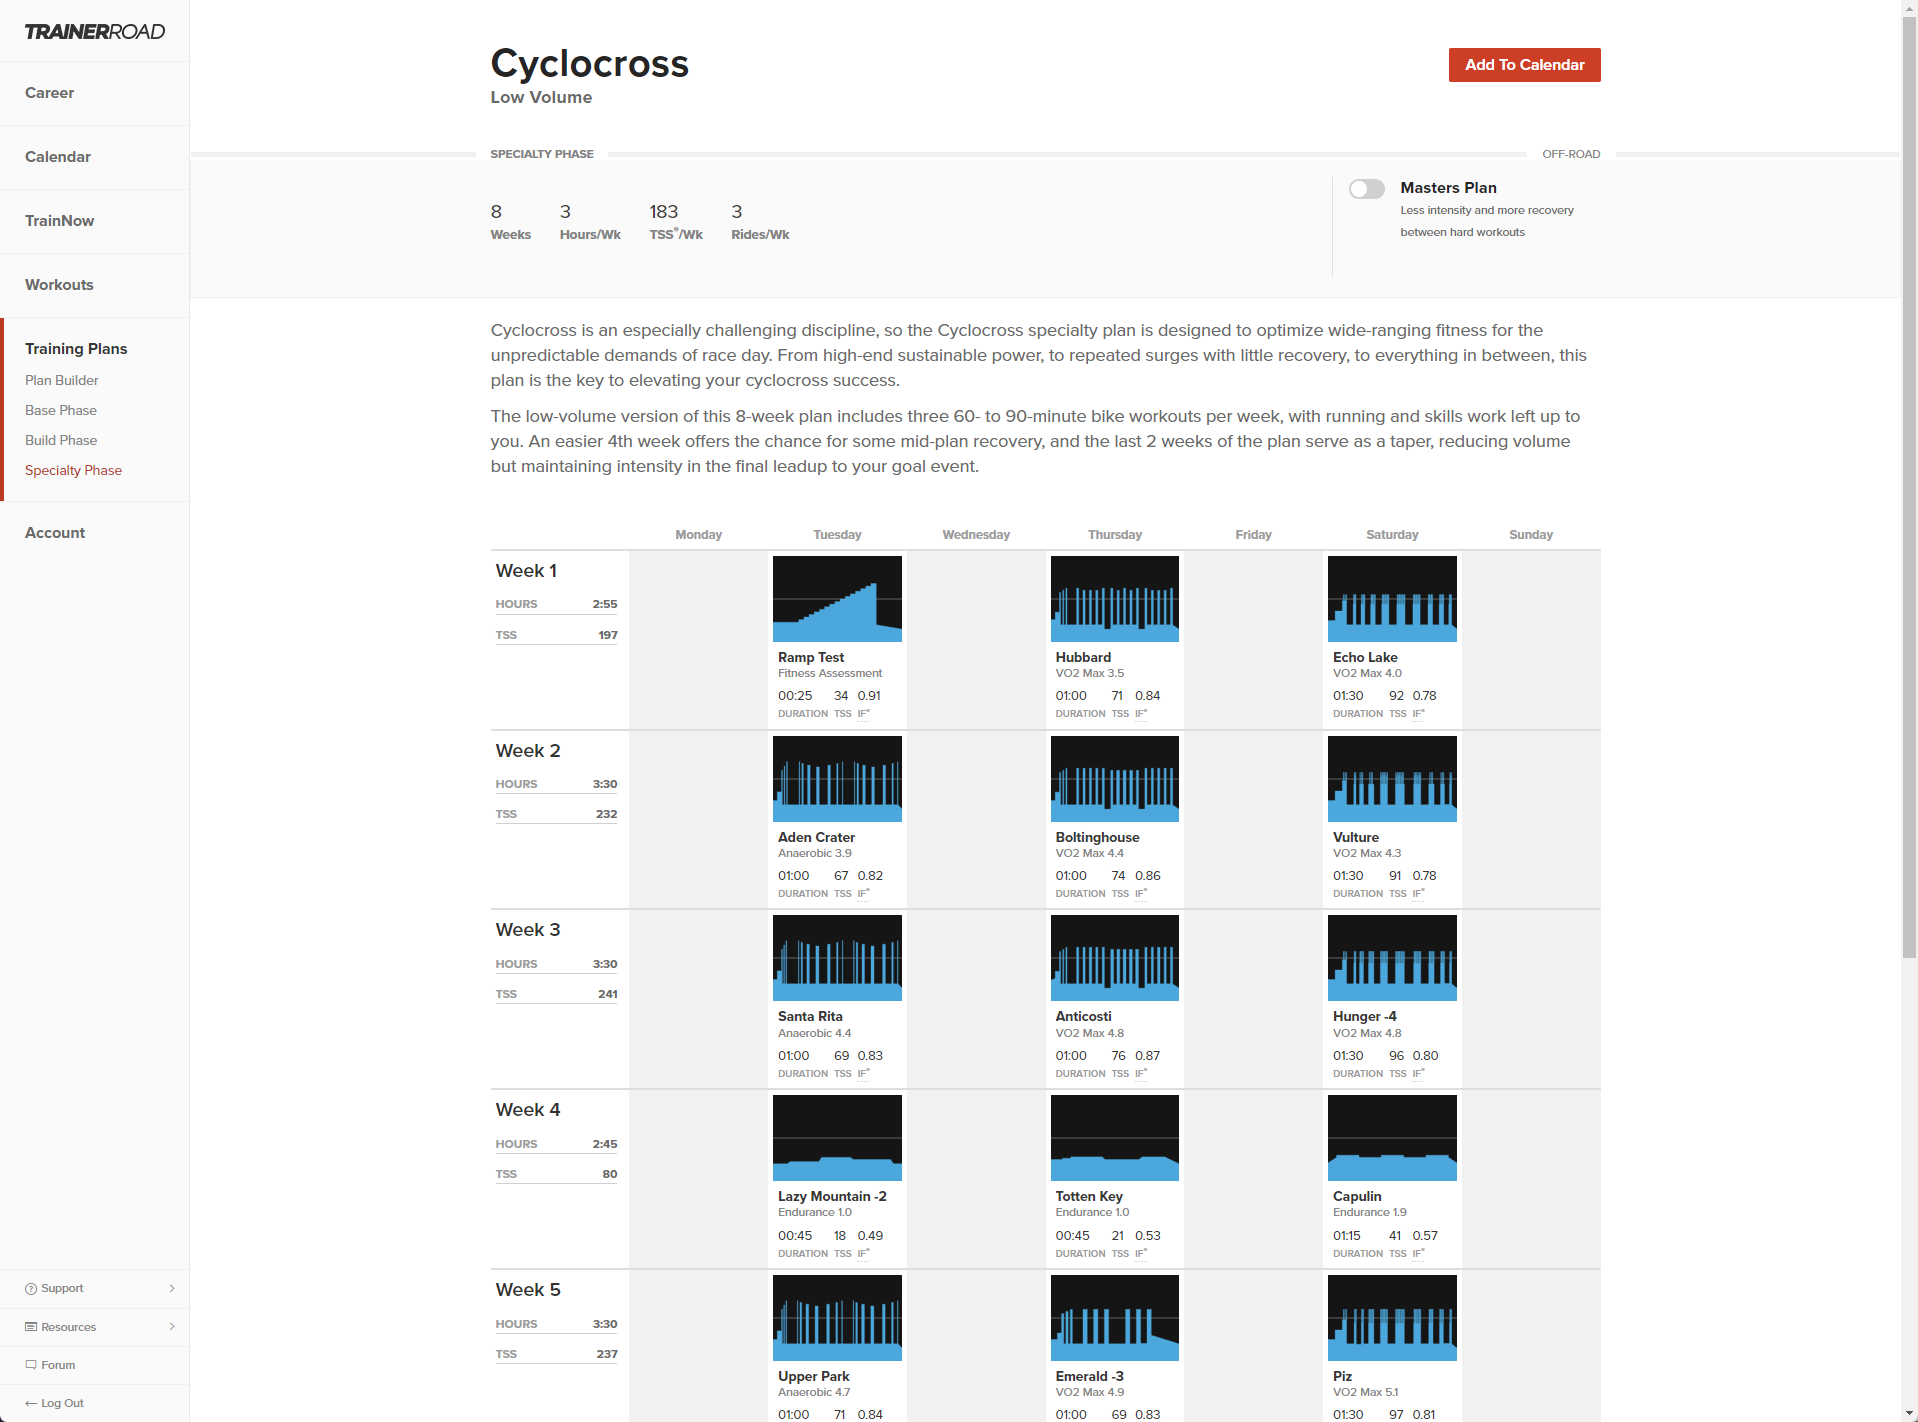 TRAINERROAD
Career
Calendar
TrainNow
Workouts
Training Plans
Plan Builder
Base Phase
Build Phase
Specialty Phase
Account
Support
Resources
Forum
Log Out
Cyclocross
Low Volume
Add To Calendar
SPECIALTY PHASE
OFF-ROAD
8 3 183 3
Weeks Hours/Wk TSS®/Wk Rides/Wk
Masters Plan
Less intensity and more recovery
between hard workouts
Cyclocross is an especially challenging discipline, so the Cyclocross specialty plan is designed to optimize wide-ranging fitness for the
unpredictable demands of race day. From high-end sustainable power, to repeated surges with little recovery, to everything in between, this
plan is the key to elevating your cyclocross success.
The low-volume version of this 8-week plan includes three 60- to 90-minute bike workouts per week, with running and skills work left up to
you. An easier 4th week offers the chance for some mid-plan recovery, and the last 2 weeks of the plan serve as a taper, reducing volume
but maintaining intensity in the final leadup to your goal event.
Monday Tuesday Wednesday Thursday Friday Saturday Sunday
Week 1
HOURS 2:55
TSS 197
Ramp Test
Fitness Assessment
00:25 34 0.91
DURATION TSS IF®
Hubbard
VO2 Max 3.5
01:00 71 0.84
DURATION TSS IF®
Echo Lake
VO2 Max 4.0
01:30 92 0.78
DURATION TSS IF®
Week 2
HOURS 3:30
TSS 232
Aden Crater
Anaerobic 3.9
01:00 67 0.82
DURATION TSS IF®
Boltinghouse
VO2 Max 4.4
01:00 74 0.86
DURATION TSS IF®
Vulture
VO2 Max 4.3
01:30 91 0.78
DURATION TSS IF®
Week 3
HOURS 3:30
TSS 241
Santa Rita
Anaerobic 4.4
01:00 69 0.83
DURATION TSS IF®
Anticosti
VO2 Max 4.8
01:00 76 0.87
DURATION TSS IF®
Hunger -4
VO2 Max 4.8
01:30 96 0.80
DURATION TSS IF®
Week 4
HOURS 2:45
TSS 80
Lazy Mountain -2
Endurance 1.0
00:45 18 0.49
DURATION TSS IF®
Totten Key
Endurance 1.0
00:45 21 0.53
DURATION TSS IF®
Capulin
Endurance 1.9
01:15 41 0.57
DURATION TSS IF®
Week 5
HOURS 3:30
TSS 237
Upper Park
Anaerobic 4.7
01:00 71 0.84
Emerald -3
VO2 Max 4.9
01:00 69 0.83
Piz
VO2 Max 5.1
01:30 97 0.81